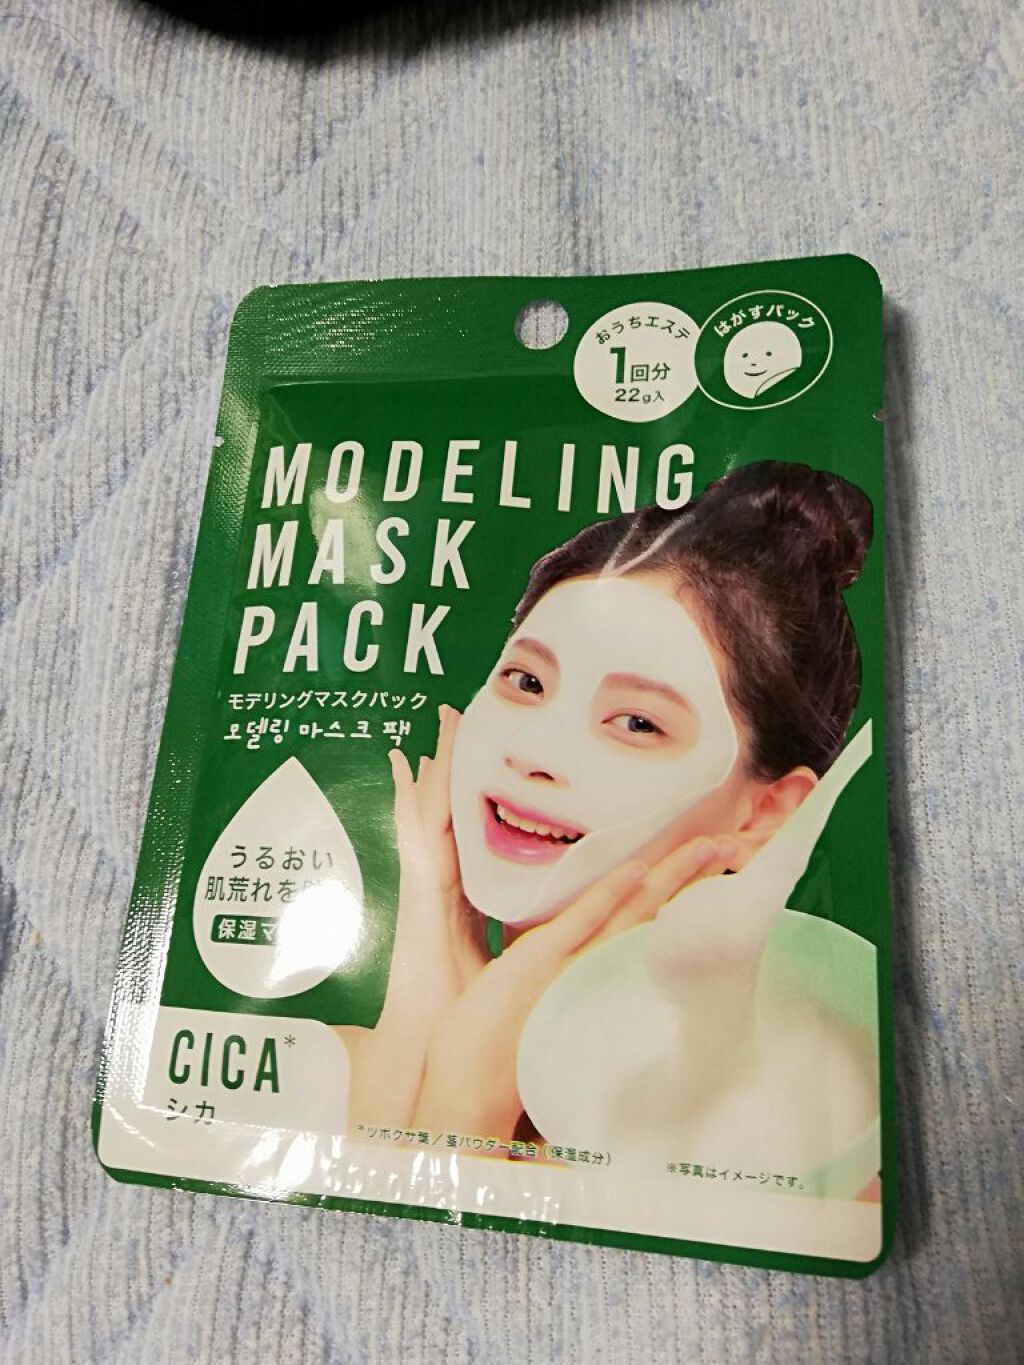 おうちエステ
1回分
22g入
はがすパック
MODELING
MASK
PACK
モデリングマスクパック
모델링 마스크 팩
うるおい
肌荒れを
保湿マ
CICA*
シカ
*ツボクサ葉/茎パウダー配合(保湿成分)
※写真はイメージです。